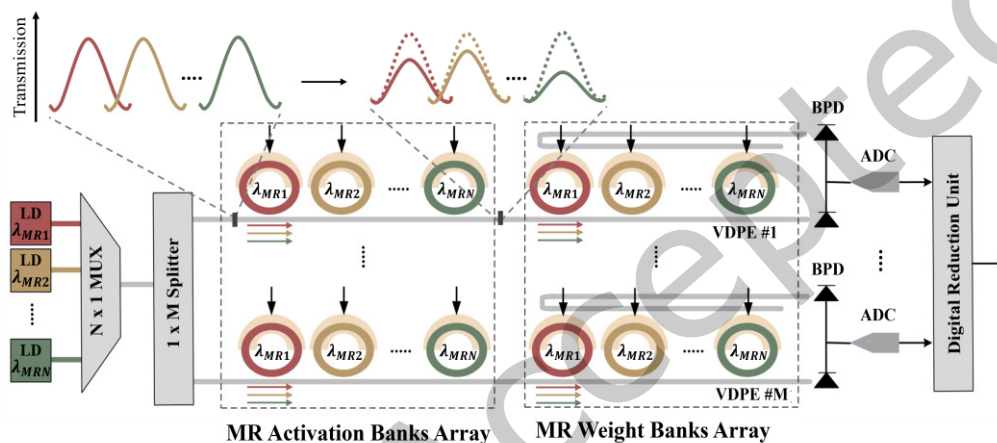 Transmission
BPD
ADC
λMR1 λMR2 ..... λMRN
λMR1 λMR2 ..... λMRN
LD
λMR1
LD
λMR2
LD
λMRN
N x 1 MUX
1 x M Splitter
VDPE #1
BPD
ADC
λMR1 λMR2 ..... λMRN
λMR1 λMR2 ..... λMRN
VDPE #M
Digital Reduction Unit
MR Activation Banks Array
MR Weight Banks Array
Accepted